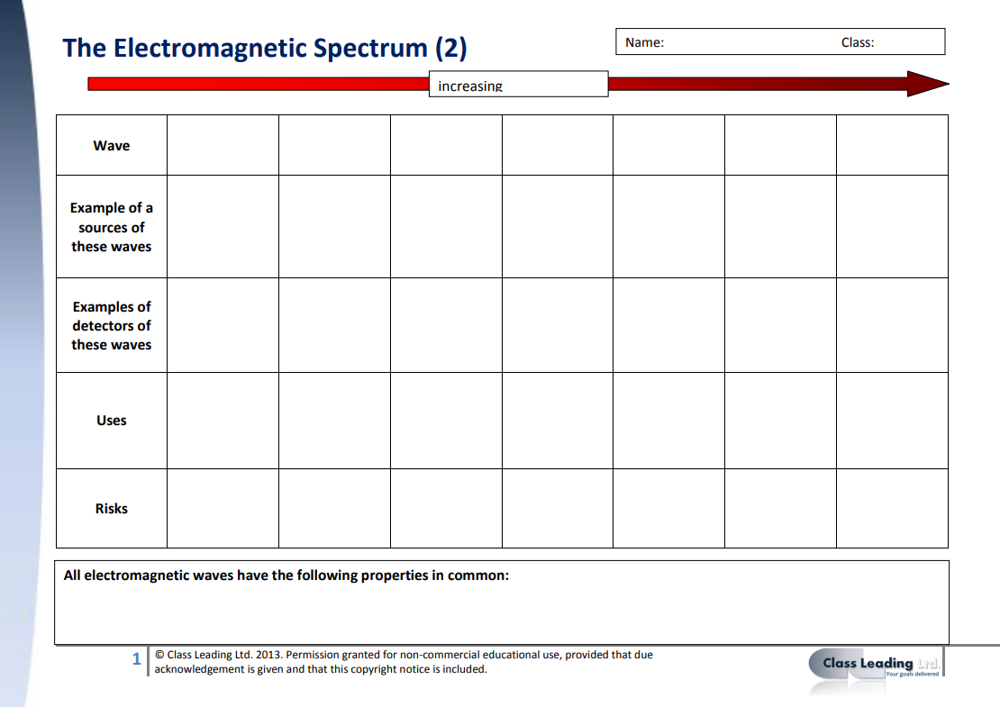 The Electromagnetic Spectrum (2)
Name: Class:
increasing
Wave
Example of a
sources of
these waves
Examples of
detectors of
these waves
Uses
Risks
All electromagnetic waves have the following properties in common:
1
© Class Leading Ltd. 2013. Permission granted for non-commercial educational use, provided that due
acknowledgement is given and that this copyright notice is included.
Class Leading Ltd.
Your goals delivered